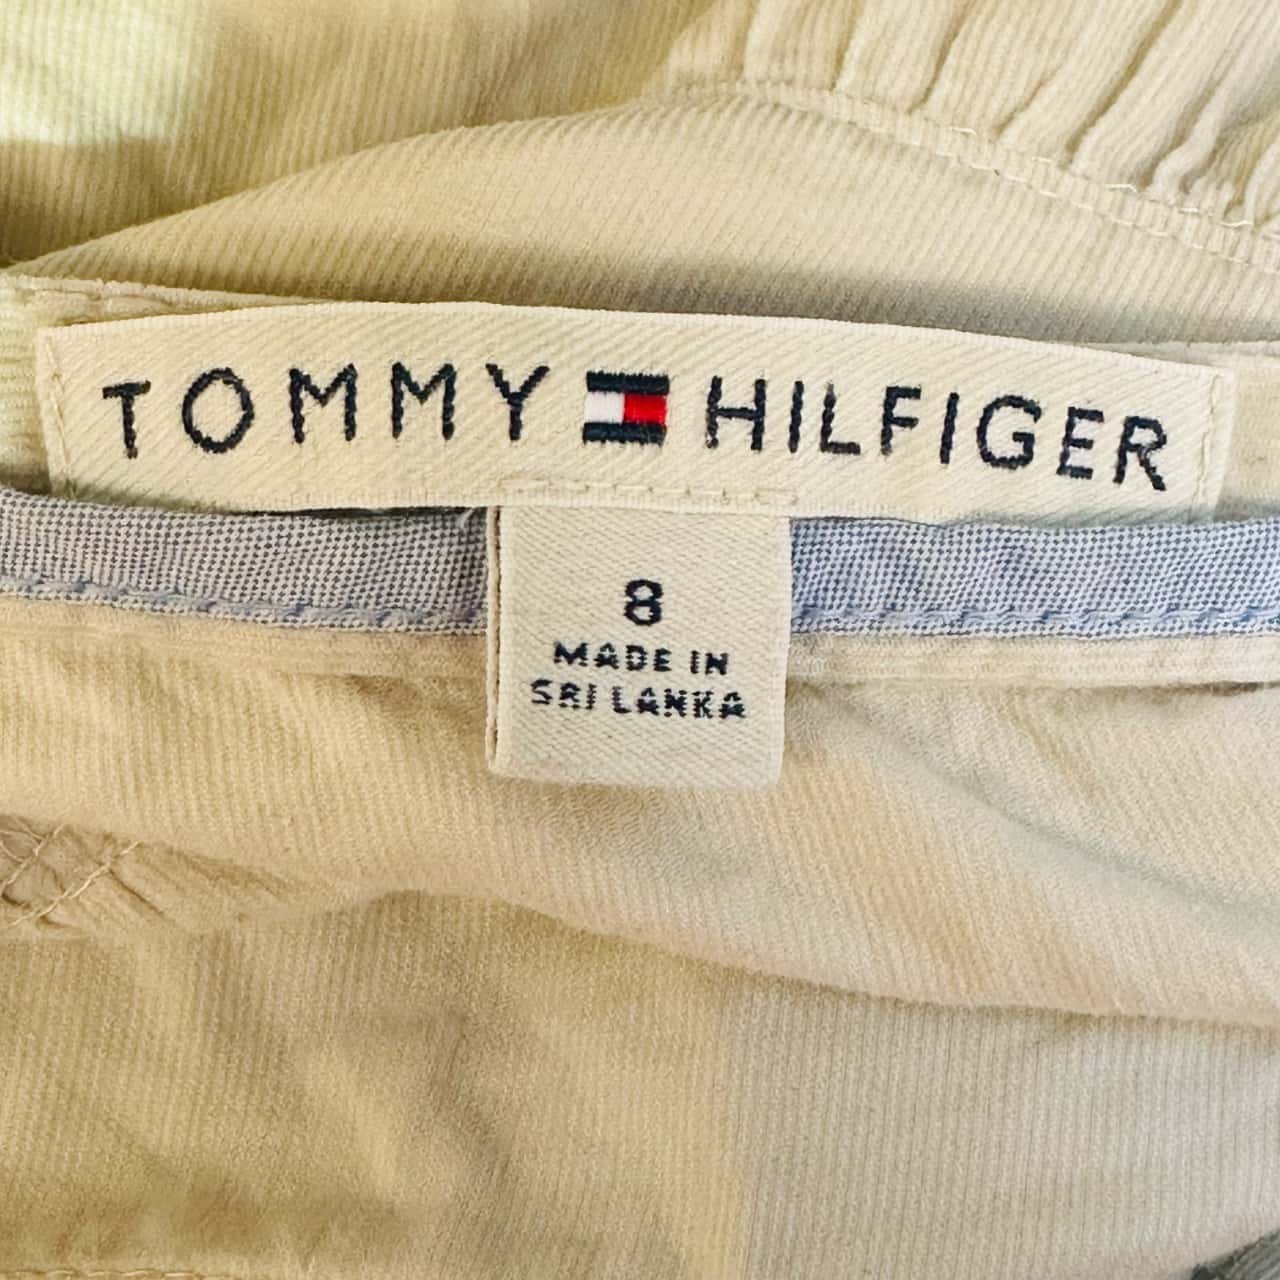 TOMMY HILFIGER
8
MADE IN
SRI LANKA